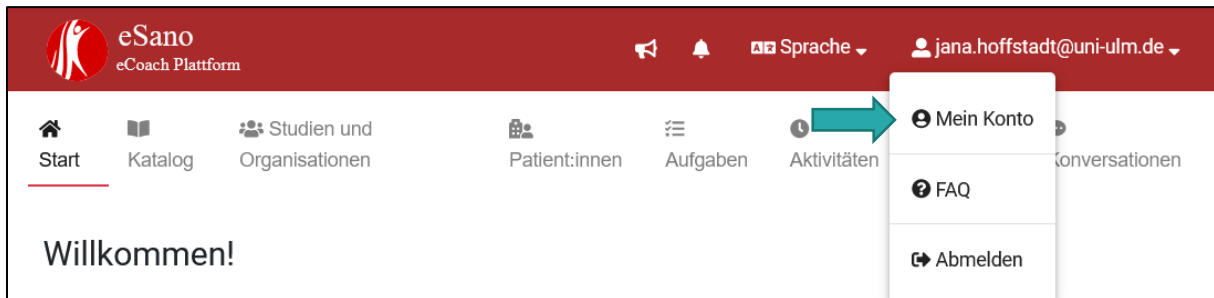 eSano
eCoach Plattform
Sprache
jana.hoffstadt@uni-ulm.de
Mein Konto
FAQ
Abmelden
Start
Katalog
Studien und
Organisationen
Patient:innen
Aufgaben
Aktivitäten
onversationen
Willkommen!